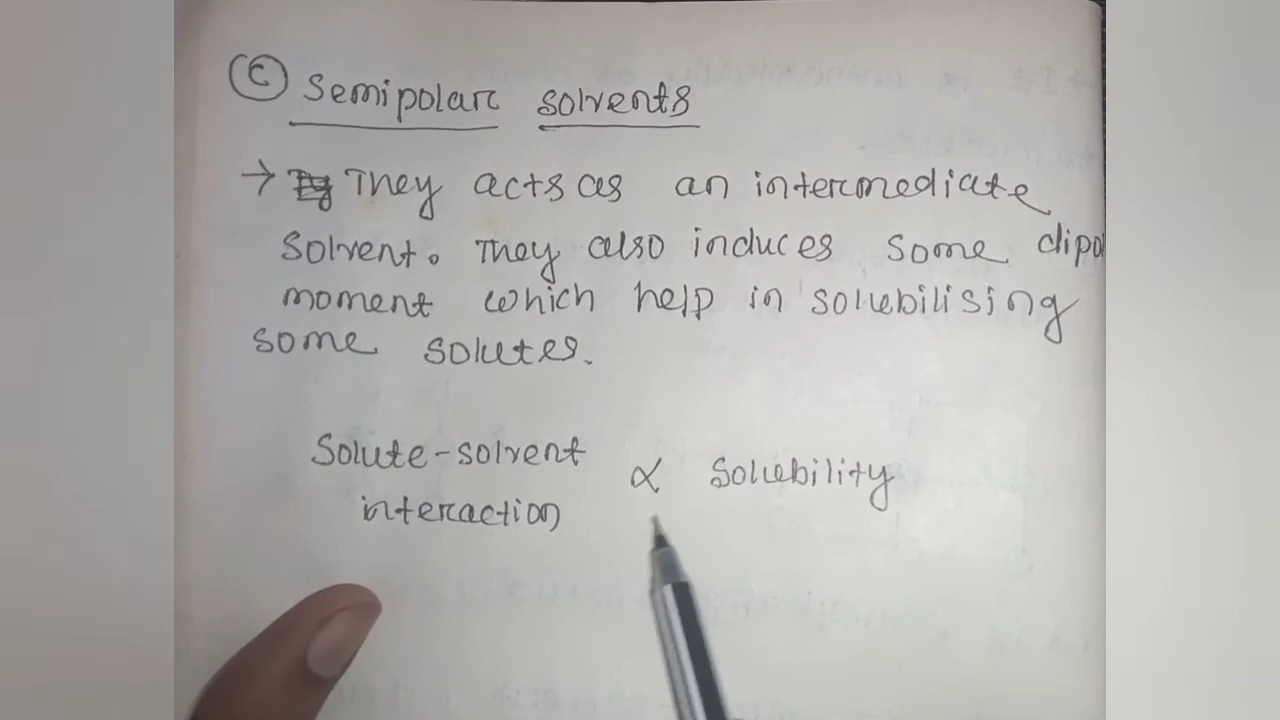 (C) Semipolar solvents
→ They acts as an intermediate
solvent. They also induces some dipo
moment which help in solubilising
some solutes.
Solute-solvent ∝ Solubility
interaction